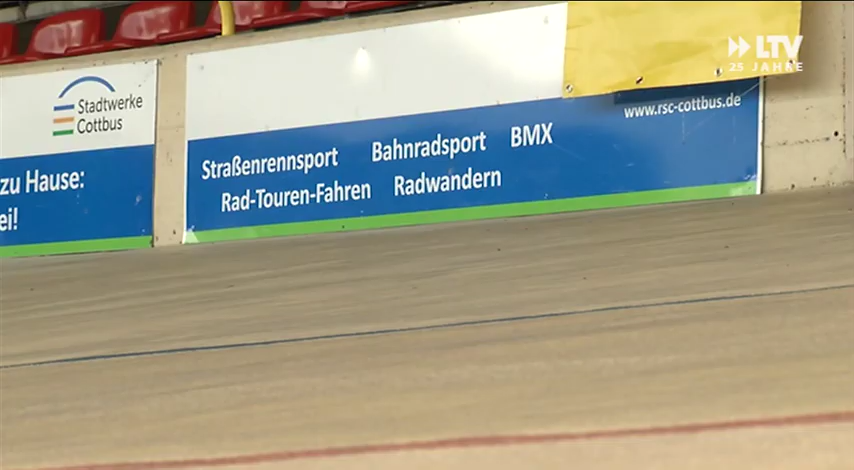 LTV
25 JAHRE
Stadtwerke
Cottbus
zu Hause:
ei!
www.rsc-cottbus.de
Straßenrennsport Bahnradsport BMX
Rad-Touren-Fahren Radwandern